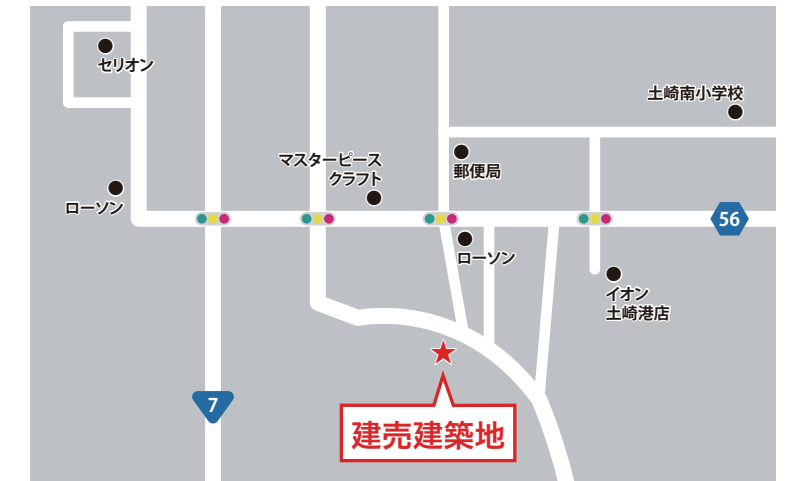 セリオン
土崎南小学校
マスターピース
クラフト
郵便局
ローソン
56
ローソン
イオン
土崎港店
7
建売建築地